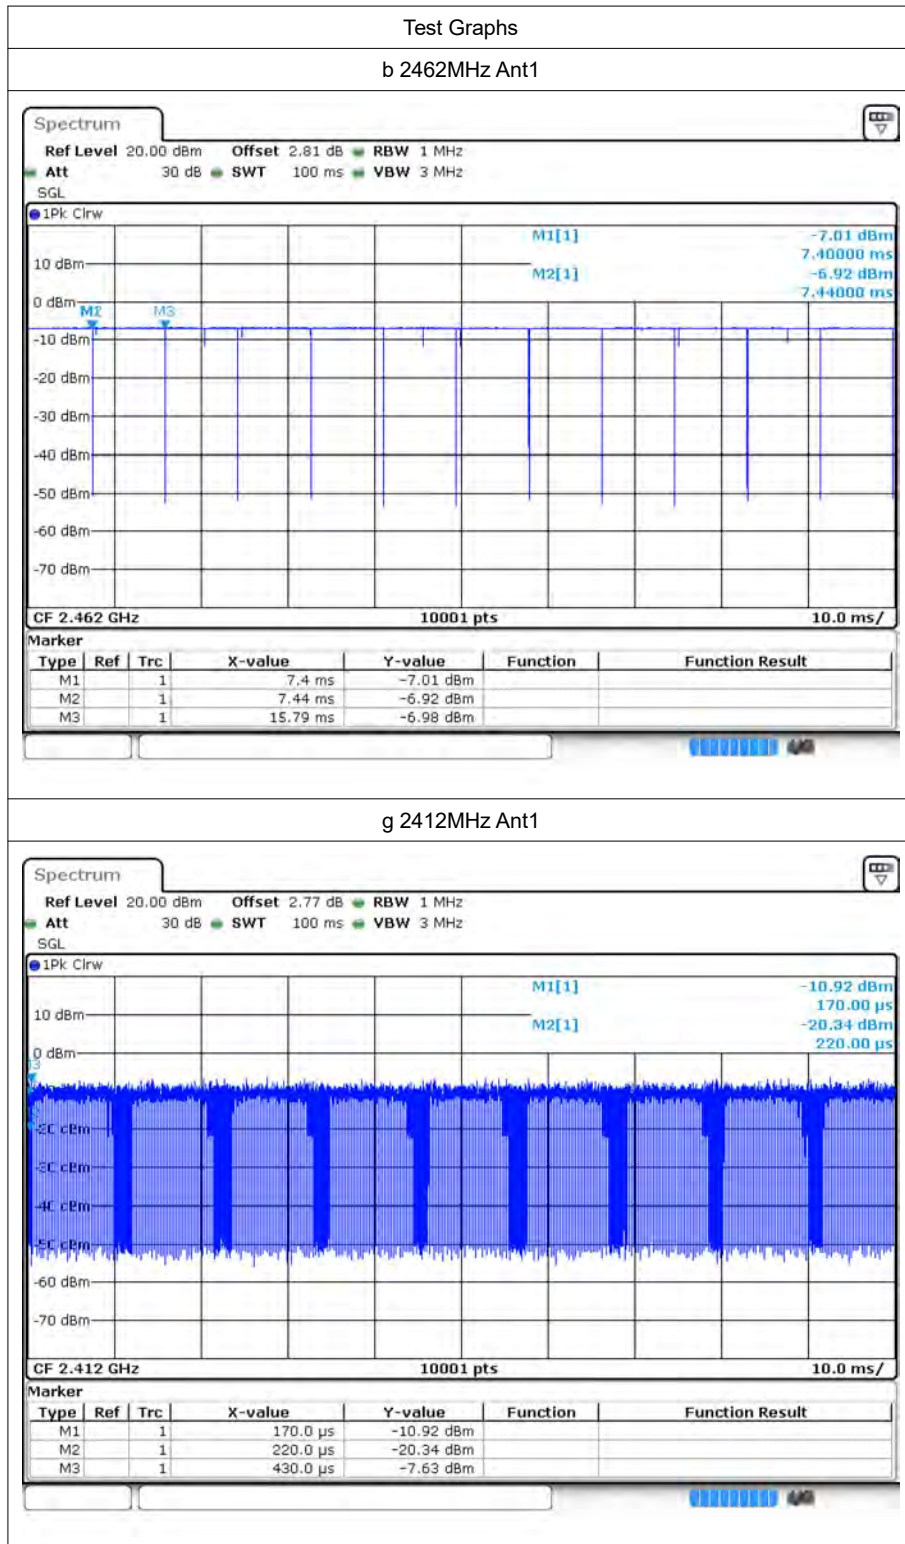 Test Graphs
b 2462MHz Ant1
Spectrum
Ref Level 20.00 dBm Offset 2.81 dB RBW 1 MHz
Att 30 dB SWT 100 ms VBW 3 MHz
SGL
1Pk Clrw
M1[1] -7.01 dBm
7.40000 ms
10 dBm
M2[1] -6.92 dBm
7.44000 ms
0 dBm
M2 M3
-10 dBm
-20 dBm
-30 dBm
-40 dBm
-50 dBm
-60 dBm
-70 dBm
CF 2.462 GHz 10001 pts 10.0 ms/
Marker
Type Ref Trc X-value Y-value Function Function Result
M1 1 7.4 ms -7.01 dBm
M2 1 7.44 ms -6.92 dBm
M3 1 15.79 ms -6.98 dBm
g 2412MHz Ant1
Spectrum
Ref Level 20.00 dBm Offset 2.77 dB RBW 1 MHz
Att 30 dB SWT 100 ms VBW 3 MHz
SGL
1Pk Clrw
M1[1] -10.92 dBm
170.00 µs
10 dBm
M2[1] -20.34 dBm
220.00 µs
0 dBm
-20 dBm
-30 dBm
-40 dBm
-50 dBm
-60 dBm
-70 dBm
CF 2.412 GHz 10001 pts 10.0 ms/
Marker
Type Ref Trc X-value Y-value Function Function Result
M1 1 170.0 µs -10.92 dBm
M2 1 220.0 µs -20.34 dBm
M3 1 430.0 µs -7.63 dBm